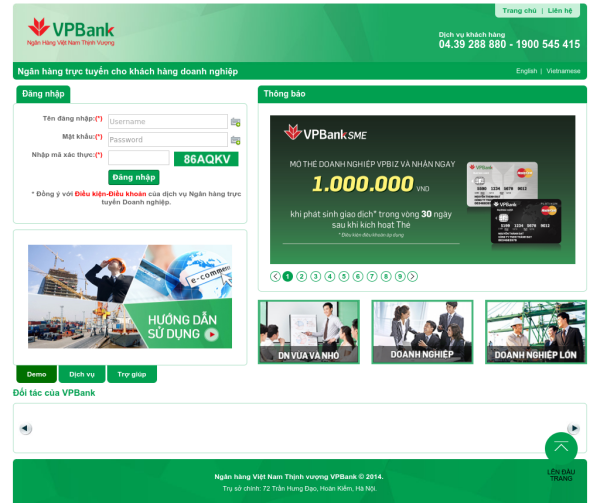 Trang chủ | Liên hệ
VPBank
Ngân Hàng Việt Nam Thịnh Vượng
Dịch vụ khách hàng
04.39 288 880 - 1900 545 415
Ngân hàng trực tuyến cho khách hàng doanh nghiệp
English | Vietnamese
Đăng nhập
Tên đăng nhập:(*)
Username
Mật khẩu:(*)
Password
Nhập mã xác thực:(*)
86AQKV
Đăng nhập
* Đồng ý với Điều kiện-Điều khoản của dịch vụ Ngân hàng trực
tuyến Doanh nghiệp.
Thông báo
VPBank SME
MỞ THẺ DOANH NGHIỆP VPBIZ VÀ NHẬN NGAY
1.000.000 VND
khi phát sinh giao dịch* trong vòng 30 ngày
sau khi kích hoạt Thẻ
* Điều kiện điều khoản áp dụng
1 2 3 4 5 6 7 8 9
e-commerce
HƯỚNG DẪN
SỬ DỤNG
DN VỪA VÀ NHỎ
DOANH NGHIỆP
DOANH NGHIỆP LỚN
Demo
Dịch vụ
Trợ giúp
Đối tác của VPBank
LÊN ĐẦU
TRANG
Ngân hàng Việt Nam Thịnh vượng VPBank © 2014.
Trụ sở chính: 72 Trần Hưng Đạo, Hoàn Kiếm, Hà Nội.